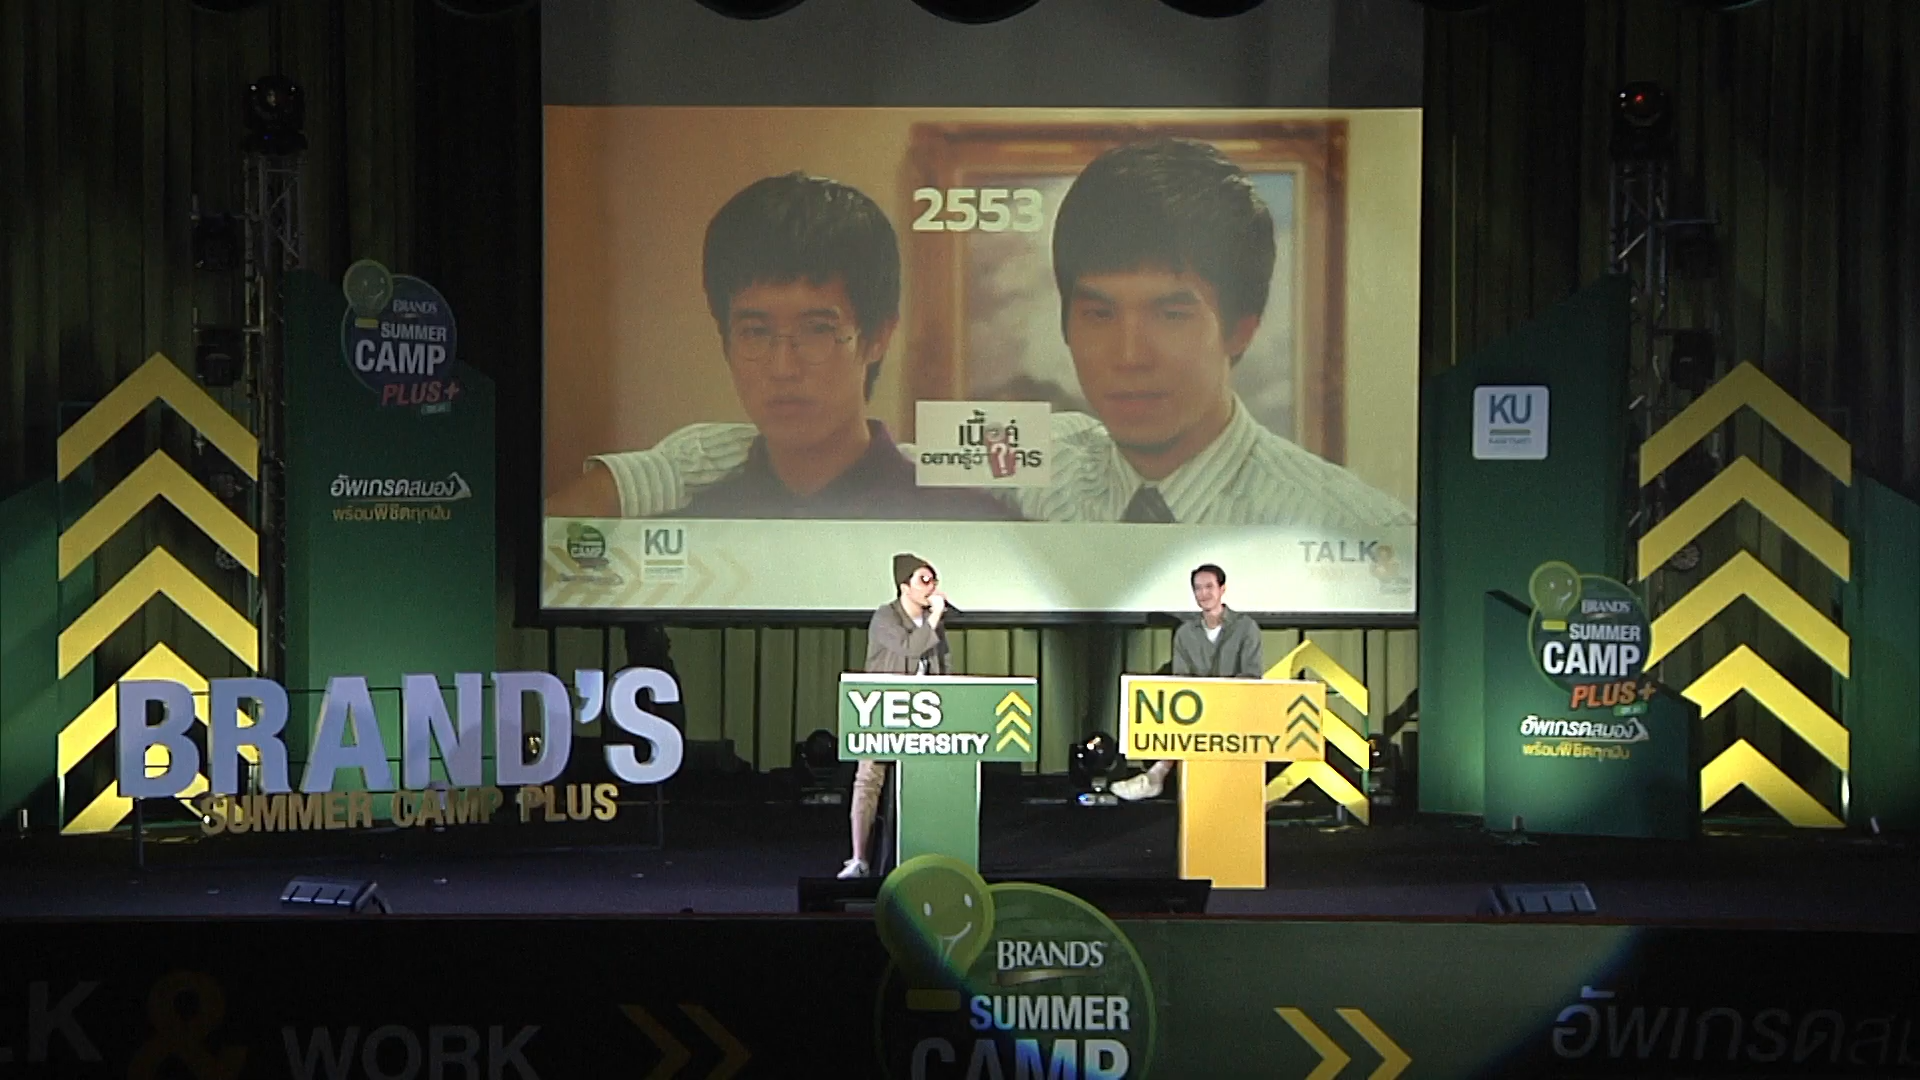 2553
เนื้อคู่
อยากรู้ว่าใคร
BRAND'S
SUMMER
CAMP
PLUS+
อัพเกรดสมอง
พร้อมพิชิตทุกฝัน
KU
CAMP
KU
TALK
&
BRAND'S
SUMMER
CAMP
PLUS+
อัพเกรดสมอง
พร้อมพิชิตทุกฝัน
BRAND'S
SUMMER CAMP PLUS
YES
UNIVERSITY
NO
UNIVERSITY
BRAND'S
SUMMER
CAMP
LK & WORK
อัพเกรดสม